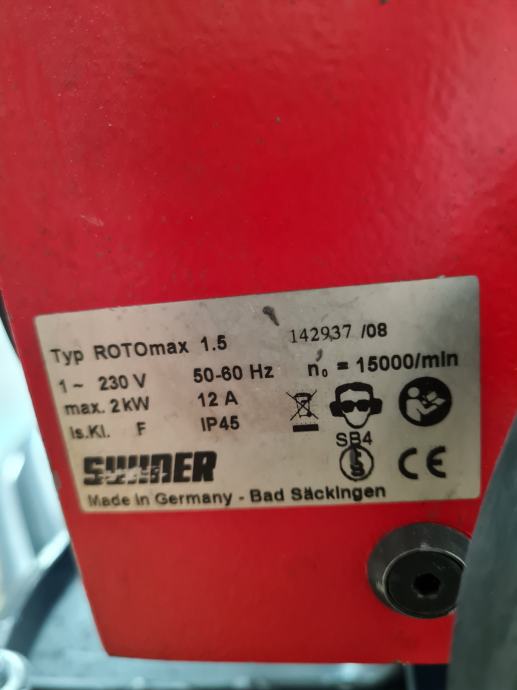 Typ ROTOmax 1.5 142937 /08
1~ 230 V 50-60 Hz n₀ = 15000/min
max. 2 kW 12 A
Is.Kl. F IP45
SB4
SUHNER CE
Made in Germany - Bad Säckingen